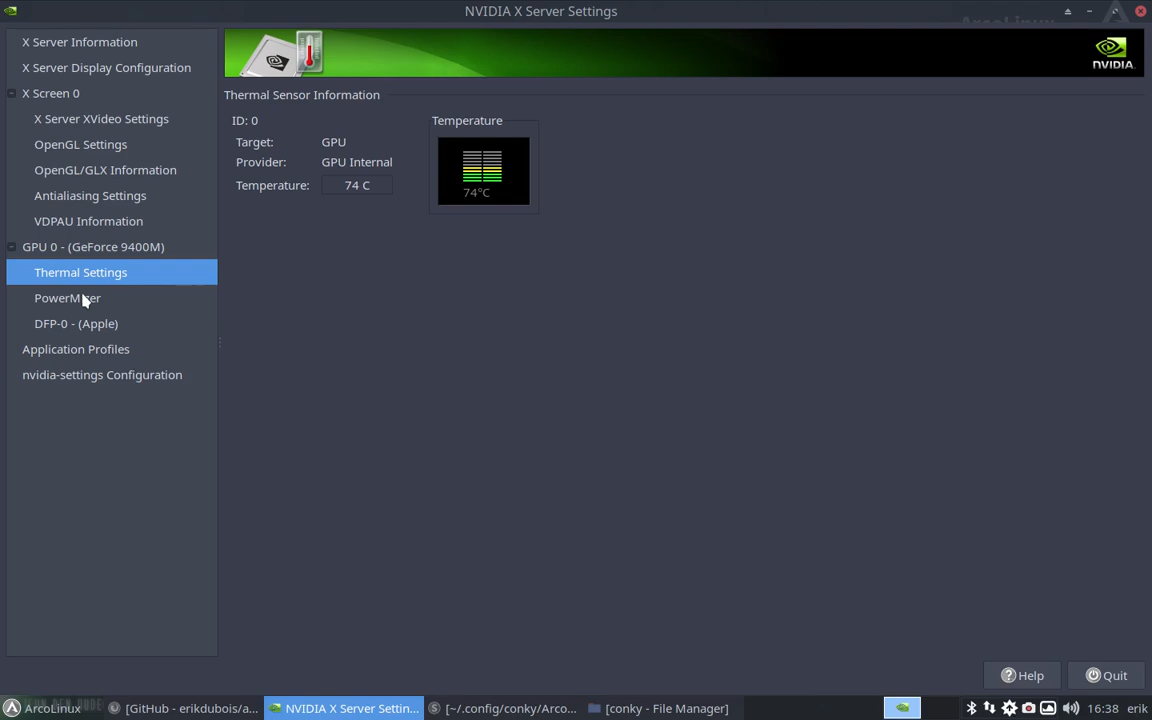 NVIDIA X Server Settings
X Server Information
X Server Display Configuration
X Screen 0
X Server XVideo Settings
OpenGL Settings
OpenGL/GLX Information
Antialiasing Settings
VDPAU Information
GPU 0 - (GeForce 9400M)
Thermal Settings
DFP-0 - (Apple)
Application Profiles
nvidia-settings Configuration
NVIDIA.
Thermal Sensor Information
ID: 0
Target: GPU
Provider: GPU Internal
Temperature: 74 C
Temperature
74°C
Help
Quit
ArcoLinux
[GitHub - erikdubois/a...
NVIDIA X Server Settin...
[~/.config/conky/Arco...
[conky - File Manager]
16:38
erik